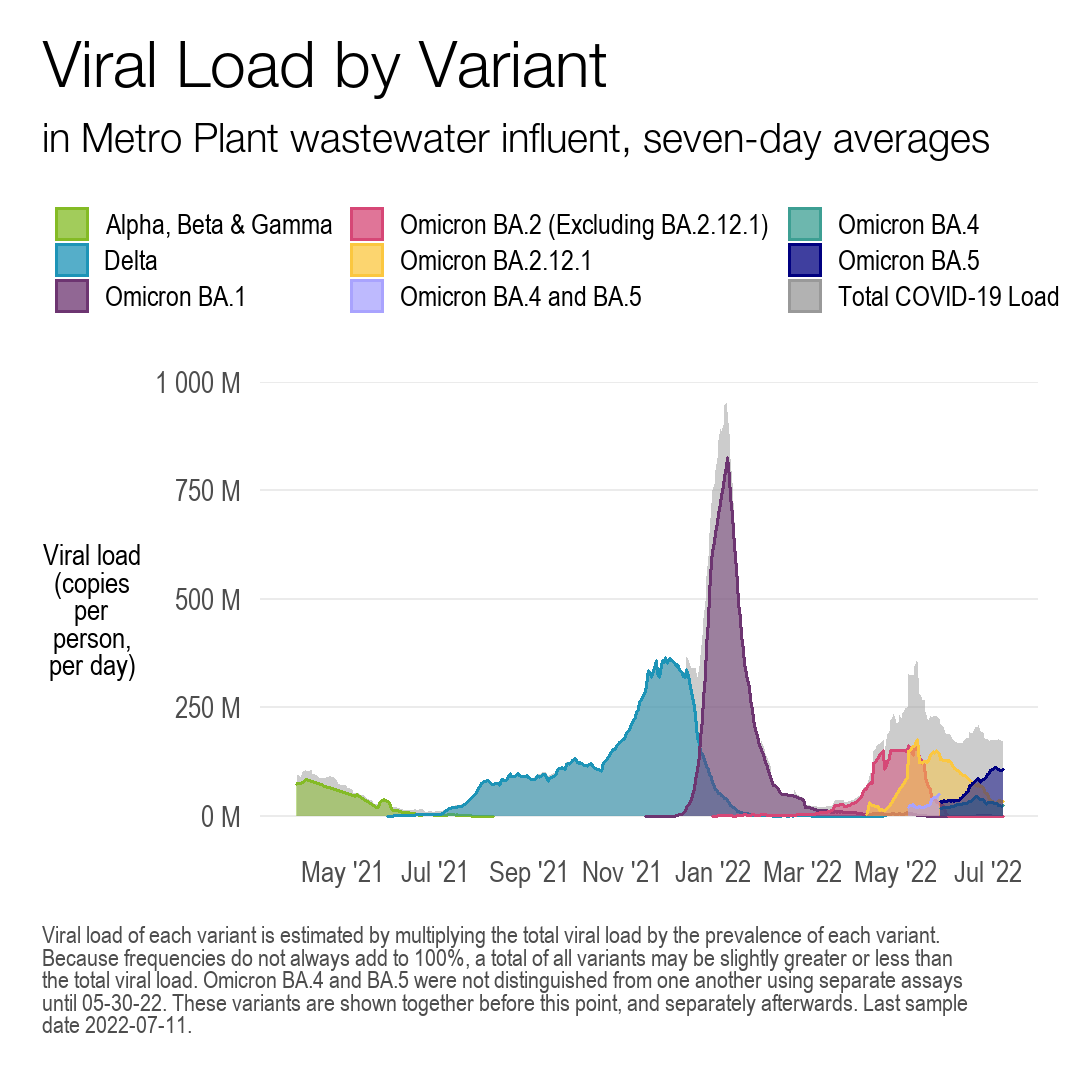 Viral Load by Variant
in Metro Plant wastewater influent, seven-day averages
Alpha, Beta & Gamma
Delta
Omicron BA.1
Omicron BA.2 (Excluding BA.2.12.1)
Omicron BA.2.12.1
Omicron BA.4 and BA.5
Omicron BA.4
Omicron BA.5
Total COVID-19 Load
1 000 M
750 M
500 M
250 M
0 M
Viral load
(copies
per
person,
per day)
May '21 Jul '21 Sep '21 Nov '21 Jan '22 Mar '22 May '22 Jul '22
Viral load of each variant is estimated by multiplying the total viral load by the prevalence of each variant.
Because frequencies do not always add to 100%, a total of all variants may be slightly greater or less than
the total viral load. Omicron BA.4 and BA.5 were not distinguished from one another using separate assays
until 05-30-22. These variants are shown together before this point, and separately afterwards. Last sample
date 2022-07-11.